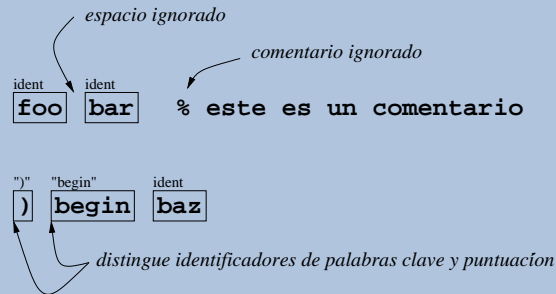 espacio ignorado
comentario ignorado
ident ident
foo bar % este es un comentario
")" "begin" ident
) begin baz
distingue identificadores de palabras clave y puntuacíon